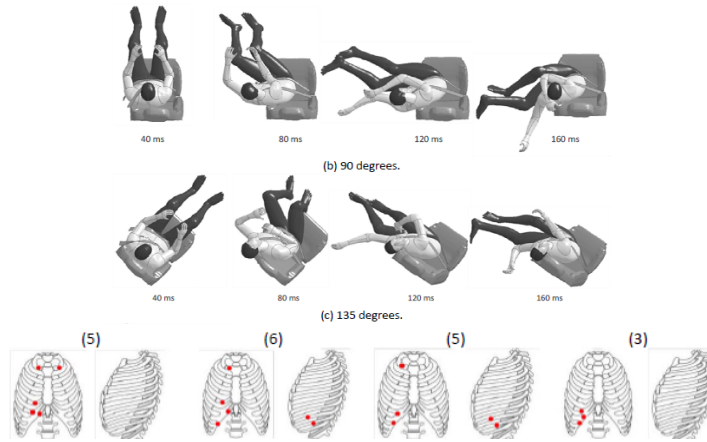 40 ms 80 ms 120 ms 160 ms
(b) 90 degrees.
40 ms 80 ms 120 ms 160 ms
(c) 135 degrees.
(5) (6) (5) (3)